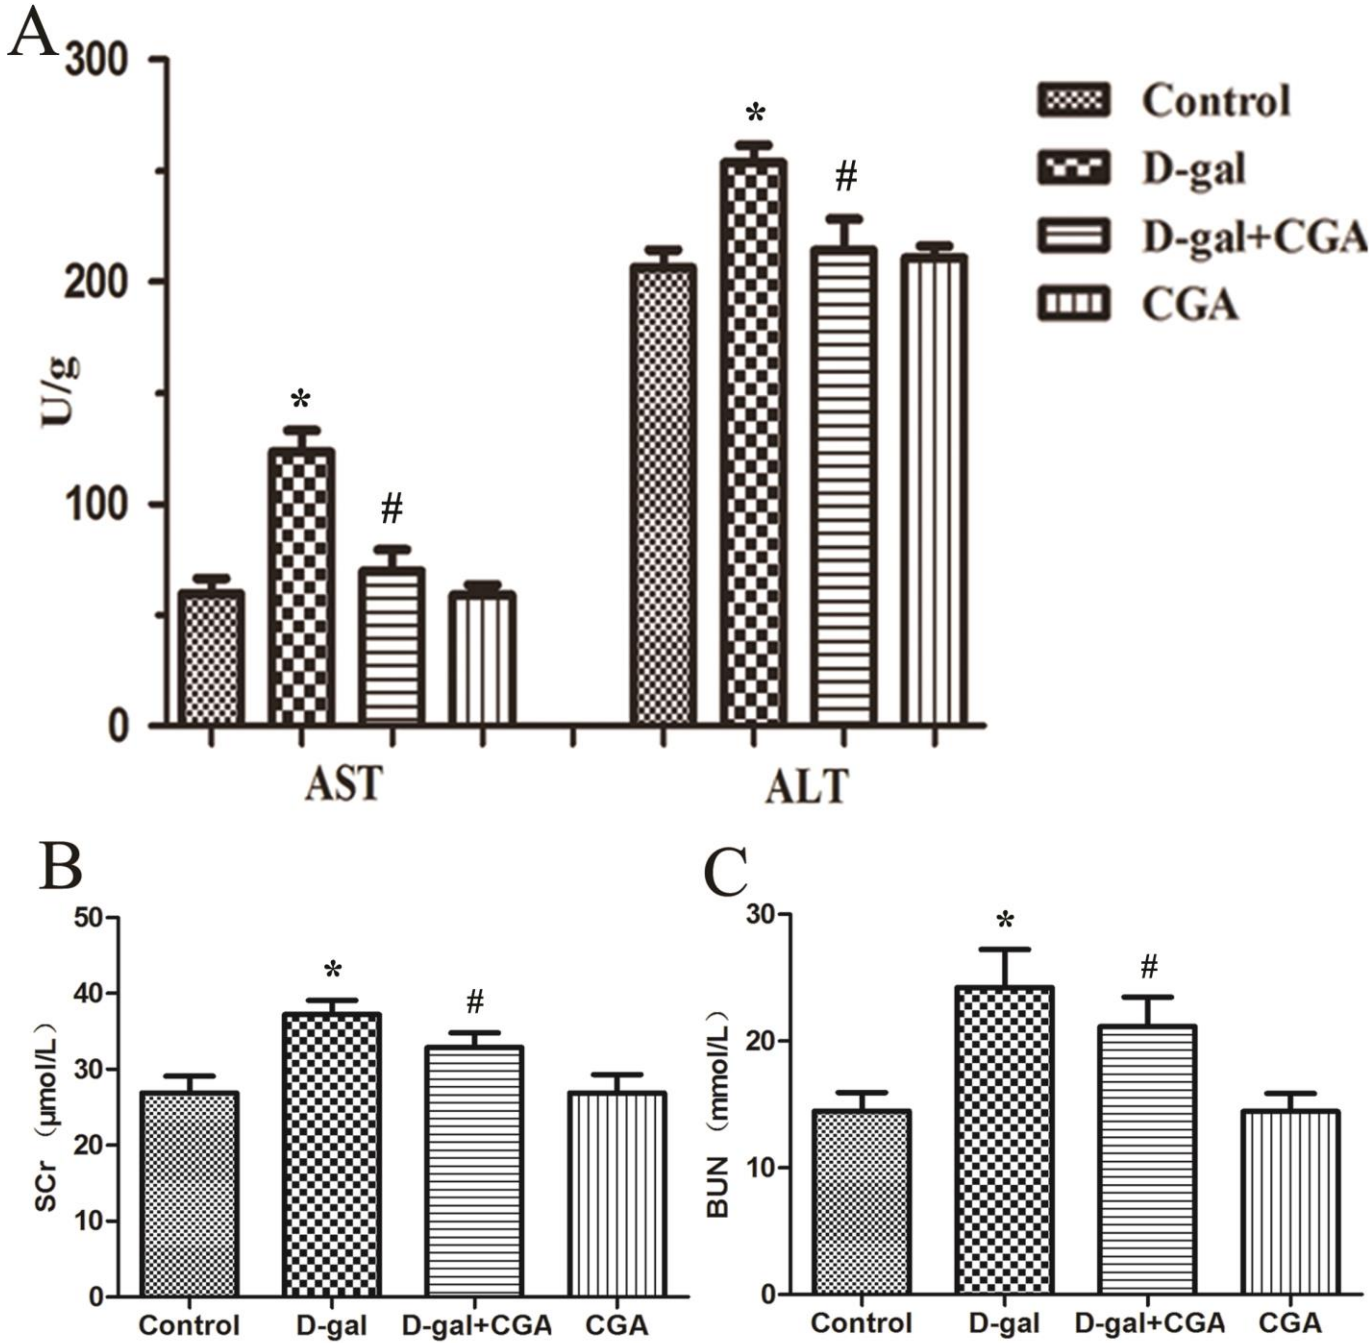 A
300
200
100
0
U/g
*
#
*
#
AST
ALT
Control
D-gal
D-gal+CGA
CGA
B
50
40
30
20
10
0
SCr（μmol/L）
*
#
Control
D-gal
D-gal+CGA
CGA
C
30
20
10
0
BUN（mmol/L）
*
#
Control
D-gal
D-gal+CGA
CGA